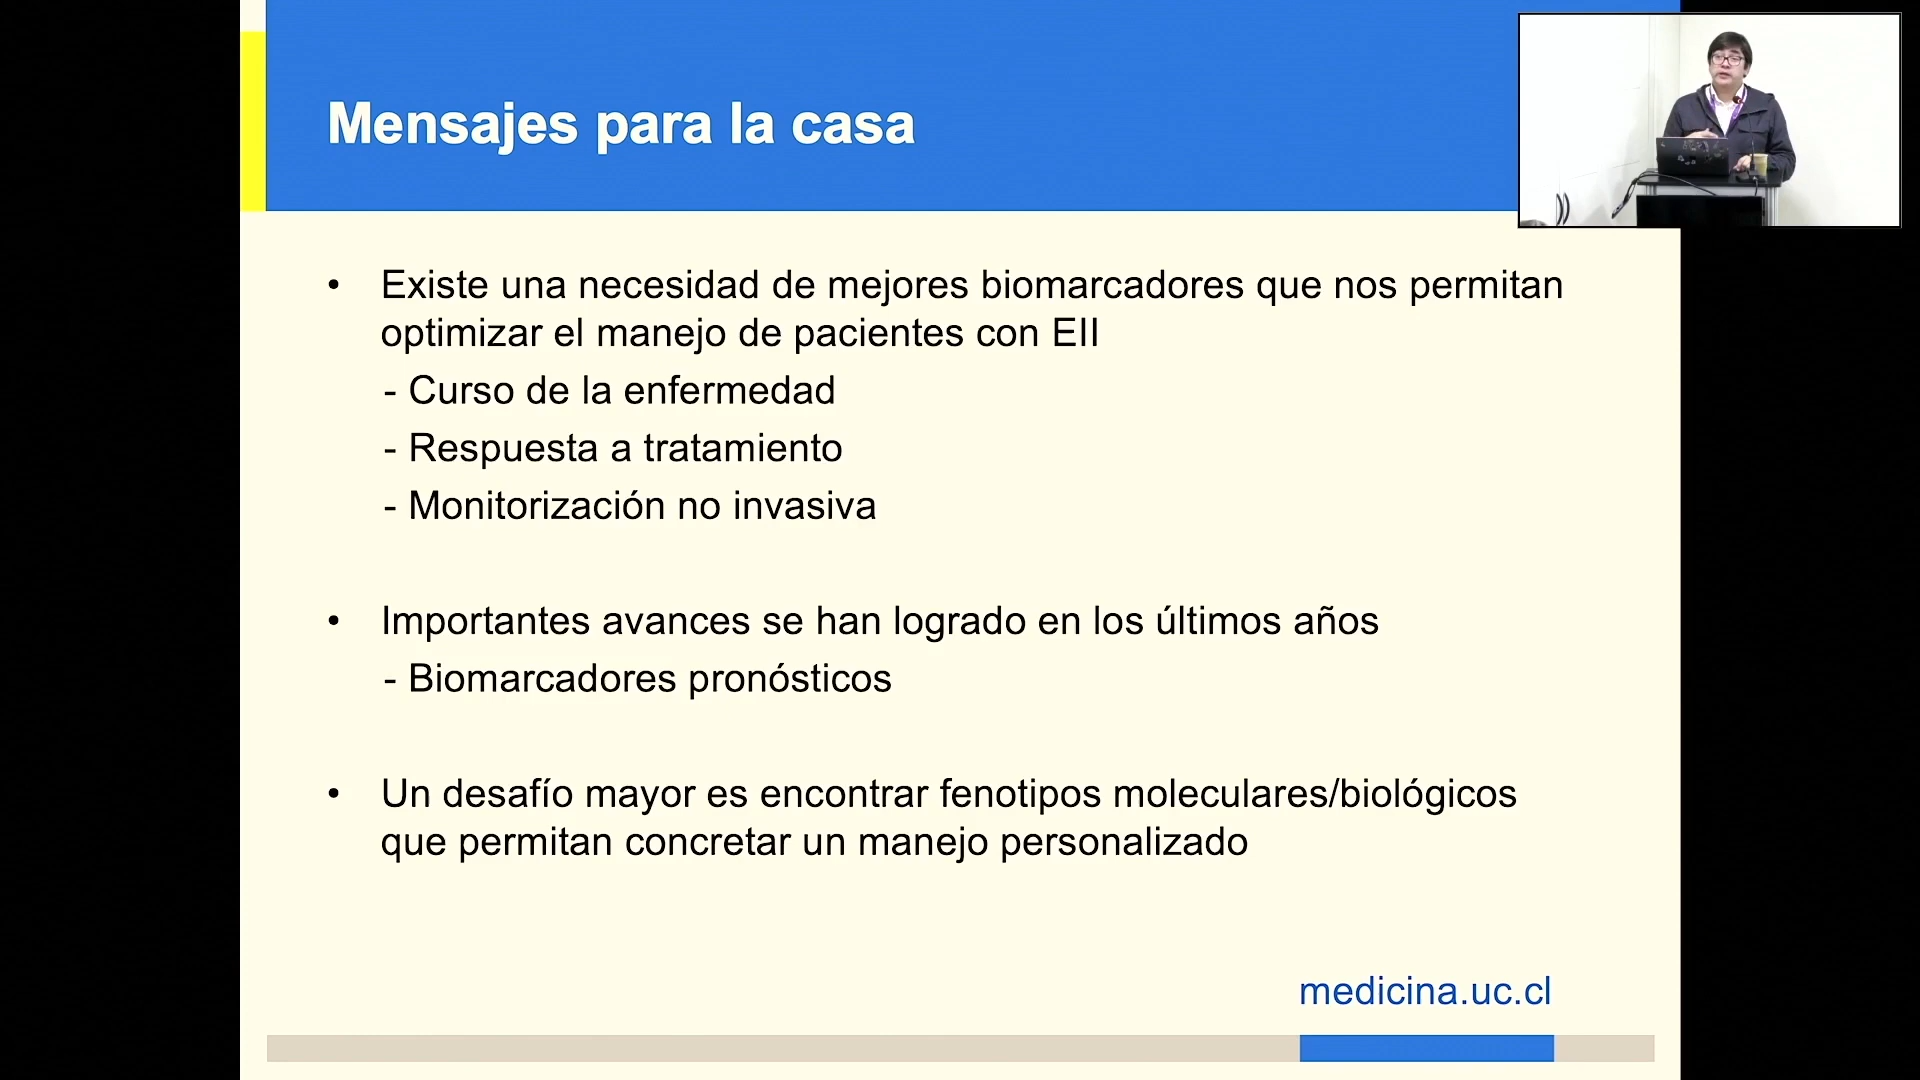 Mensajes para la casa
• Existe una necesidad de mejores biomarcadores que nos permitan
optimizar el manejo de pacientes con EII
- Curso de la enfermedad
- Respuesta a tratamiento
- Monitorización no invasiva
• Importantes avances se han logrado en los últimos años
- Biomarcadores pronósticos
• Un desafío mayor es encontrar fenotipos moleculares/biológicos
que permitan concretar un manejo personalizado
medicina.uc.cl